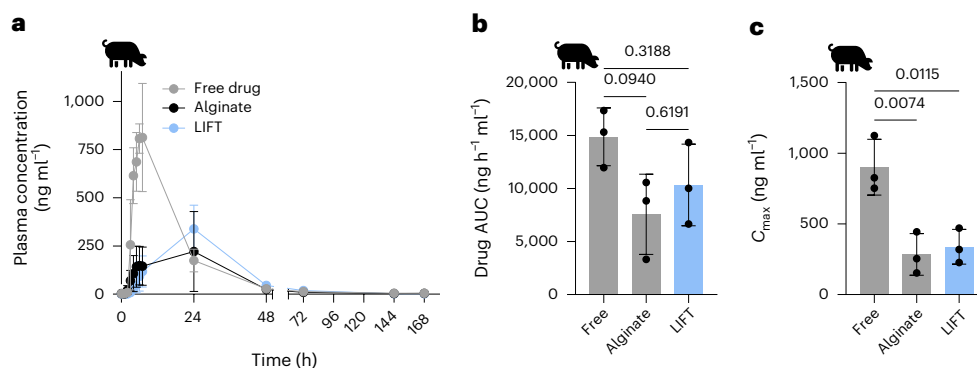 a
Plasma concentration
(ng ml⁻¹)
1,000
750
500
250
0
Free drug
Alginate
LIFT
0
24
48
72
96
120
144
168
Time (h)
b
Drug AUC (ng h⁻¹ ml⁻¹)
20,000
15,000
10,000
5,000
0
0.3188
0.0940
0.6191
Free
Alginate
LIFT
c
Cmax (ng ml⁻¹)
1,500
1,000
500
0
0.0115
0.0074
Free
Alginate
LIFT